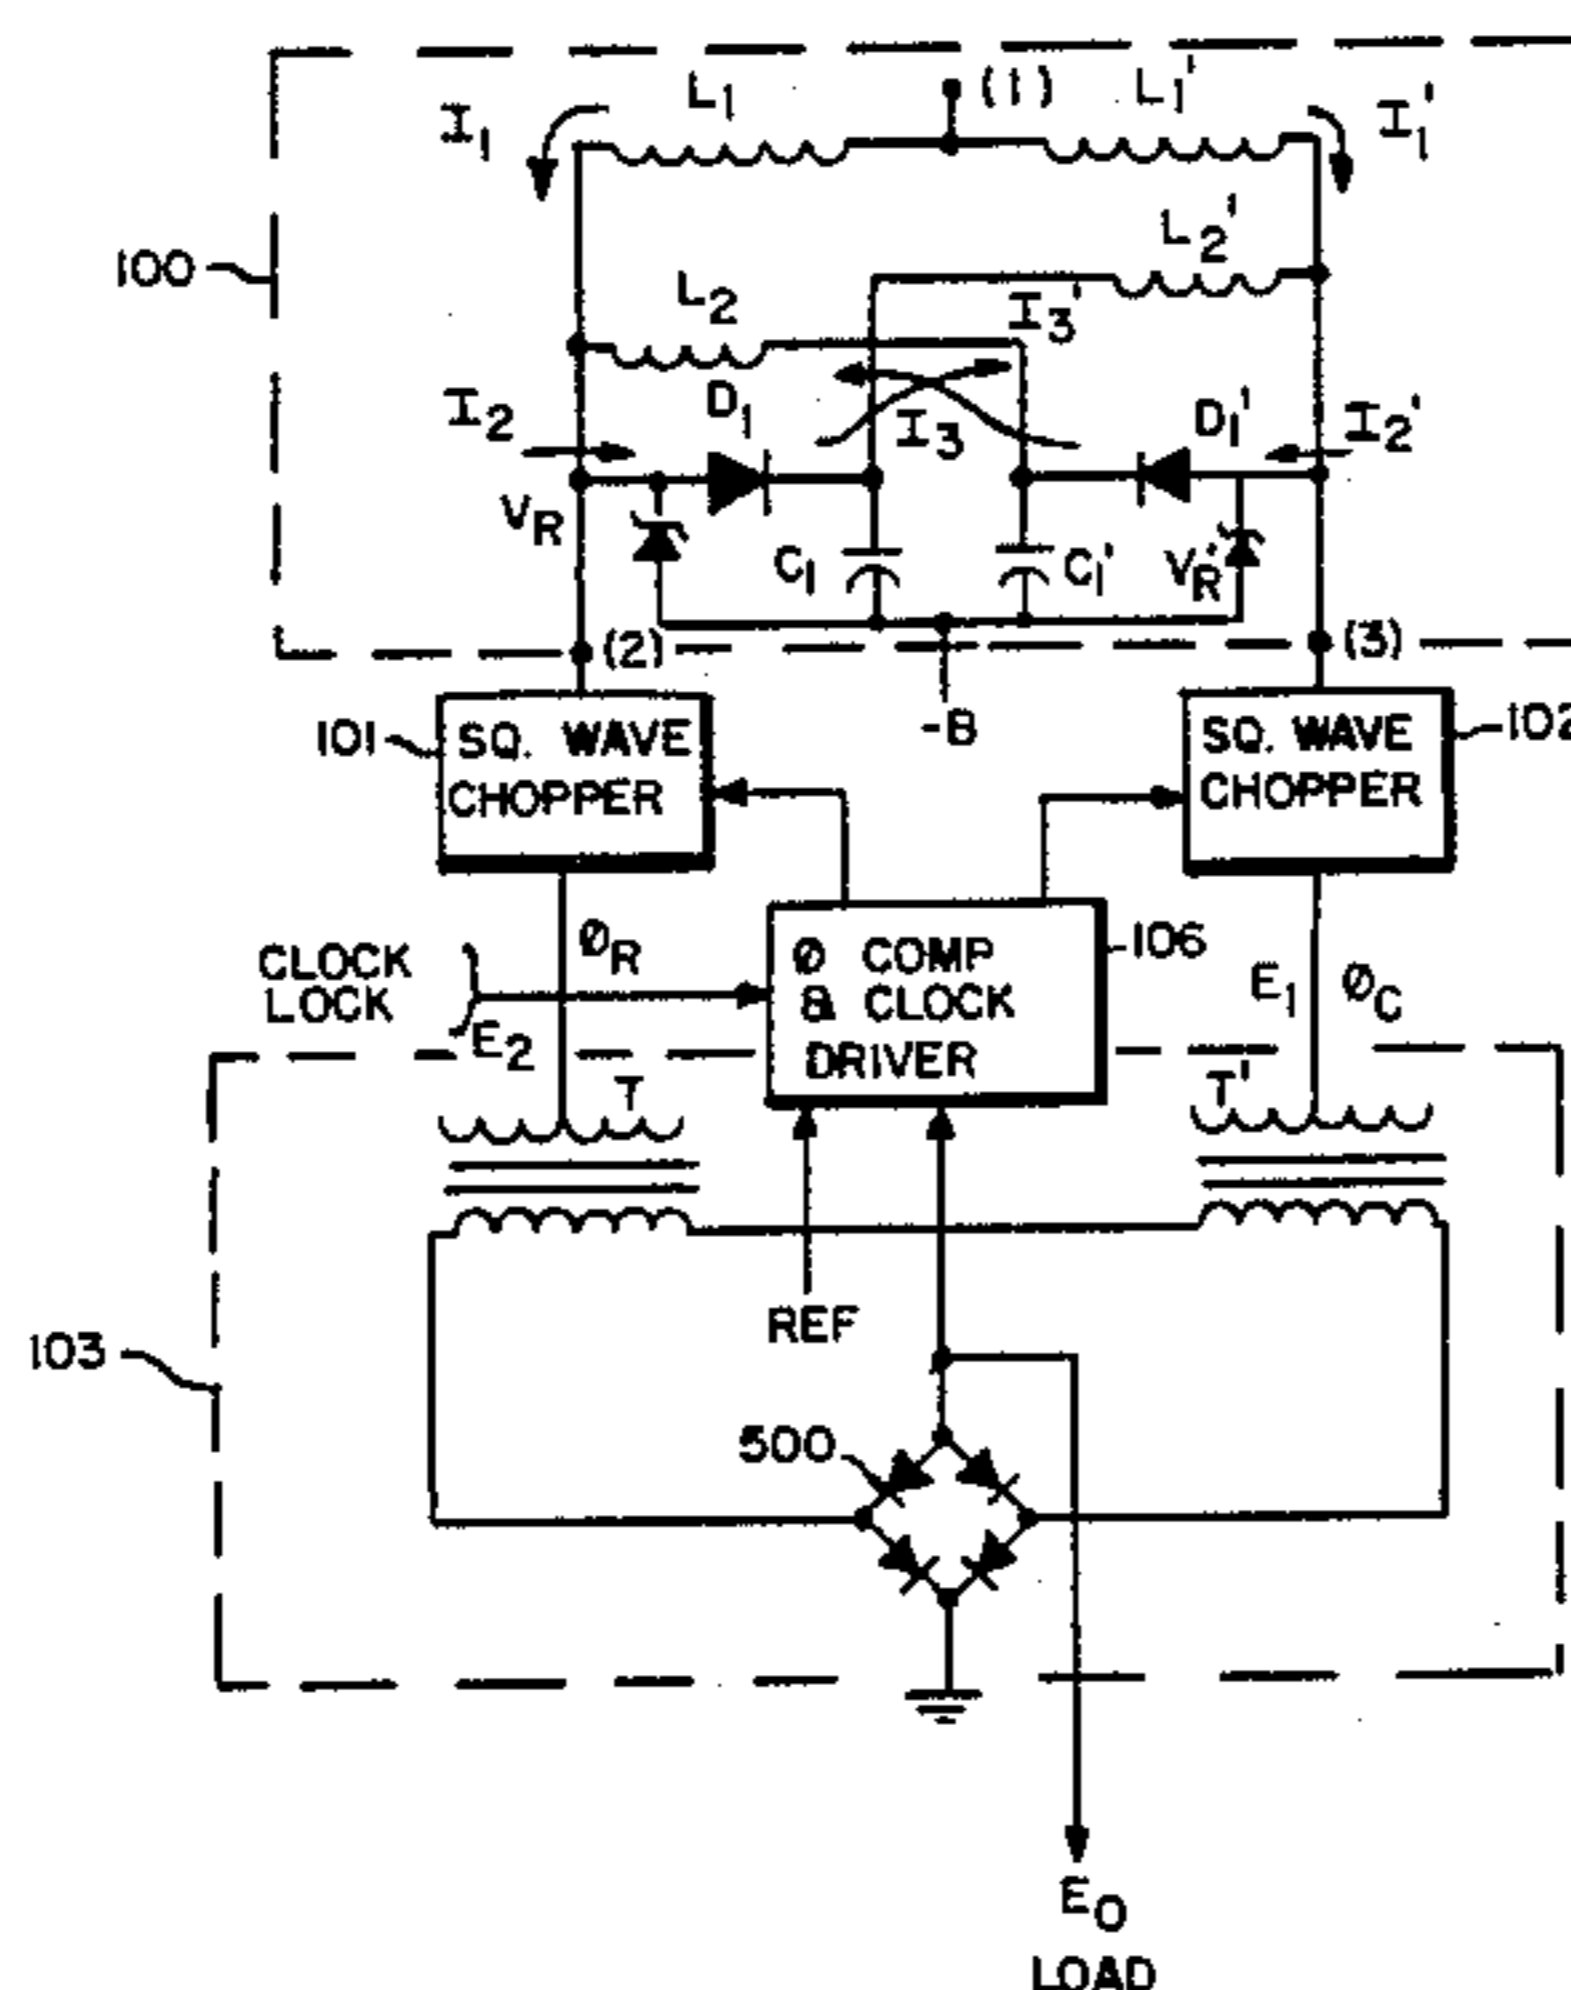 L1 (1) L1'
I1 I1'
L2'
100
L2 I3'
I2 D1 I3 D1' I2'
VR C1 C1' VR'
(2) (3)
-B
101 SQ. WAVE CHOPPER
SQ. WAVE CHOPPER 102
ØR
106
CLOCK LOCK
Ø COMP & CLOCK DRIVER
E1 ØC
E2
T T'
REF
103
500
EO
LOAD